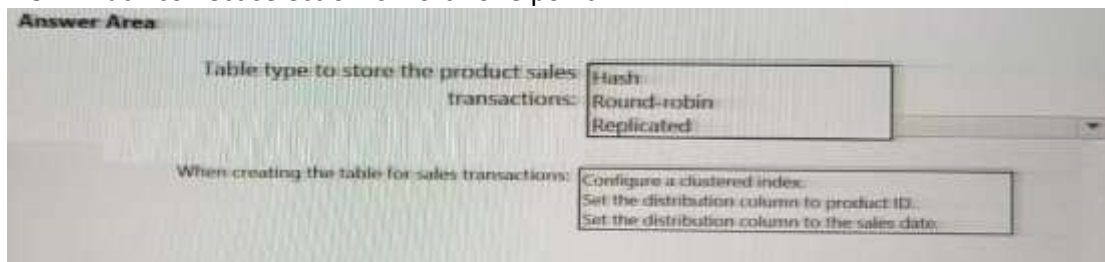 Answer Area
Table type to store the product sales
transactions:
Hash
Round-robin
Replicated
When creating the table for sales transactions:
Configure a clustered index.
Set the distribution column to product ID.
Set the distribution column to the sales date.